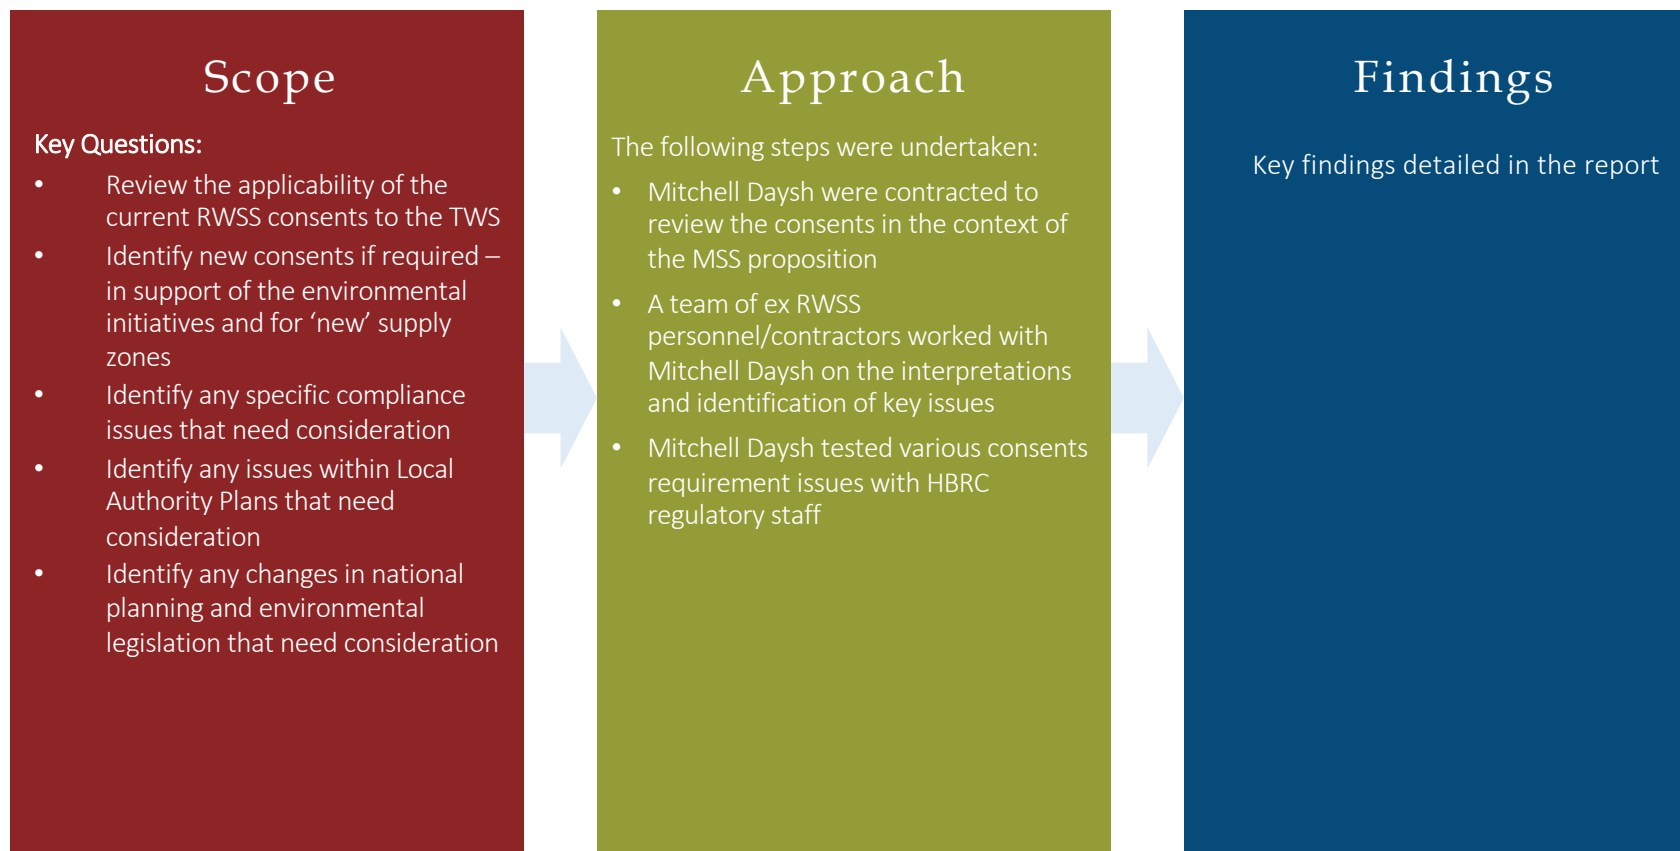 Scope
Key Questions:
• Review the applicability of the
current RWSS consents to the TWS
• Identify new consents if required –
in support of the environmental
initiatives and for ‘new’ supply
zones
• Identify any specific compliance
issues that need consideration
• Identify any issues within Local
Authority Plans that need
consideration
• Identify any changes in national
planning and environmental
legislation that need consideration
Approach
The following steps were undertaken:
• Mitchell Daysh were contracted to
review the consents in the context of
the MSS proposition
• A team of ex RWSS
personnel/contractors worked with
Mitchell Daysh on the interpretations
and identification of key issues
• Mitchell Daysh tested various consents
requirement issues with HBRC
regulatory staff
Findings
Key findings detailed in the report